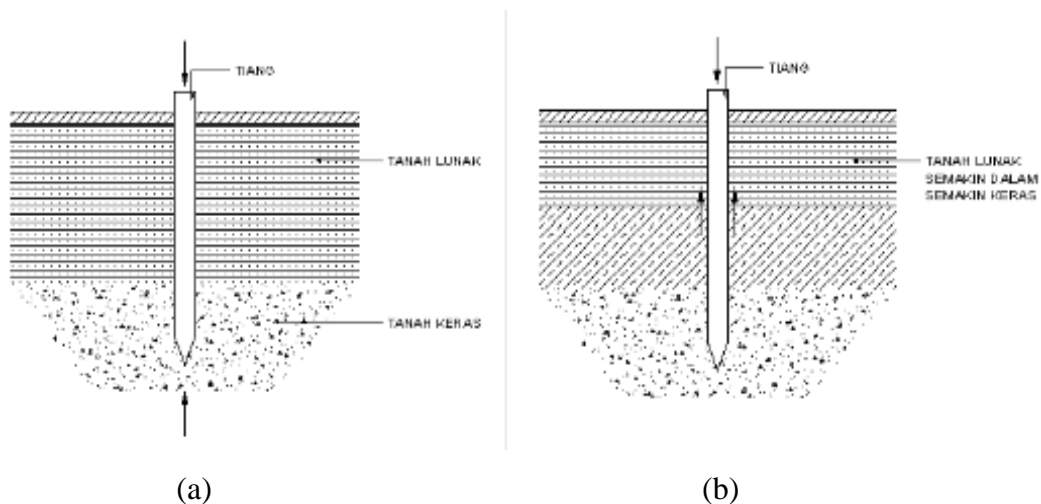 TIANG
TANAH LUNAK
TANAH KERAS
(a)
TIANG
TANAH LUNAK
SEMAKIN DALAM
SEMAKIN KERAS
(b)